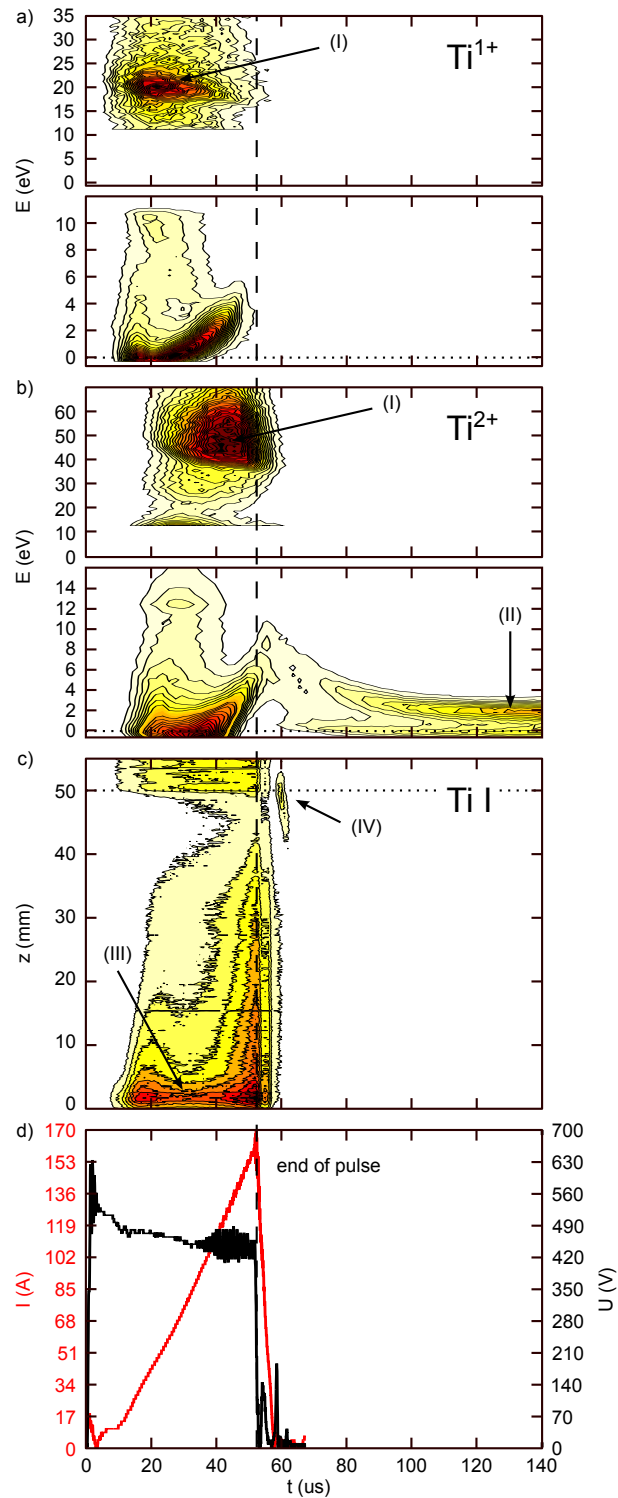 a)
35
30
25
20
15
10
5
0
(I)
Ti1+
E (eV)
10
8
6
4
2
0
b)
60
50
40
30
20
10
0
(I)
Ti2+
E (eV)
14
12
10
8
6
4
2
0
(II)
c)
50
40
30
20
10
0
z (mm)
Ti I
(IV)
(III)
d)
170
153
136
119
102
85
68
51
34
17
0
I (A)
end of pulse
700
630
560
490
420
350
280
210
140
70
0
U (V)
0 20 40 60 80 100 120 140
t (us)